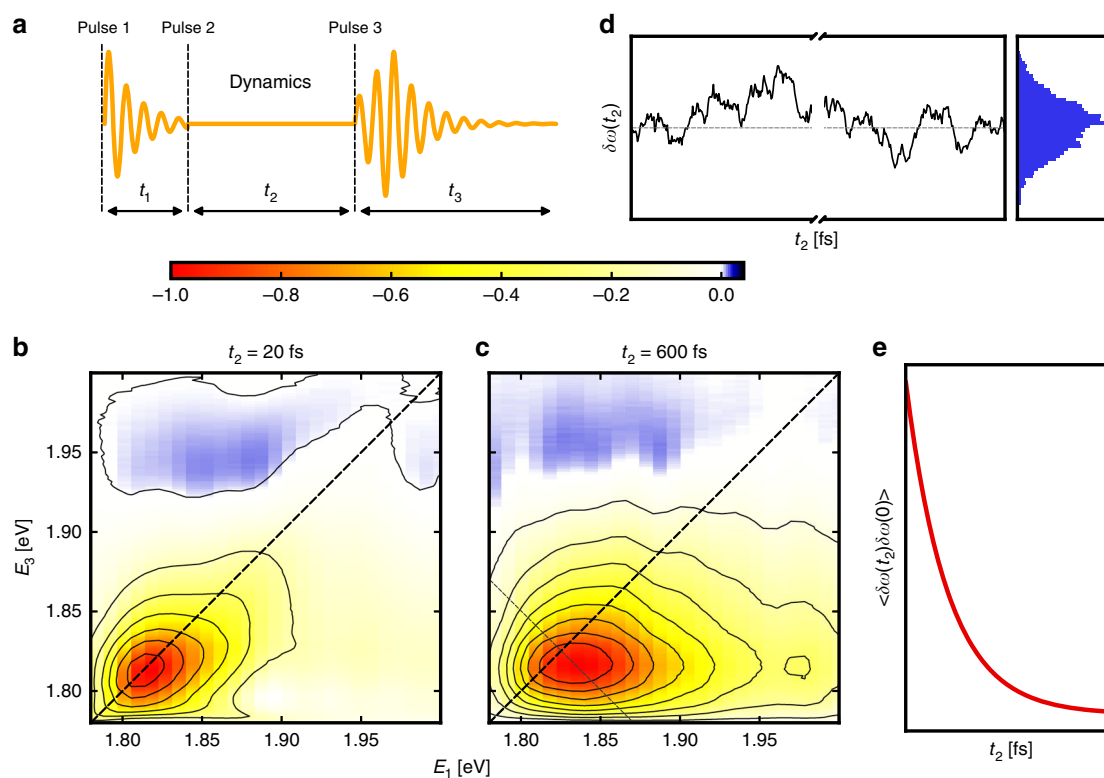 a
Pulse 1
Pulse 2
Pulse 3
Dynamics
t1
t2
t3
d
δω(t2)
t2 [fs]
−1.0
−0.8
−0.6
−0.4
−0.2
0.0
b
t2 = 20 fs
1.95
1.90
1.85
1.80
E3 [eV]
1.80
1.85
1.90
1.95
c
t2 = 600 fs
1.80
1.85
1.90
1.95
E1 [eV]
e
<δω(t2)δω(0)>
t2 [fs]